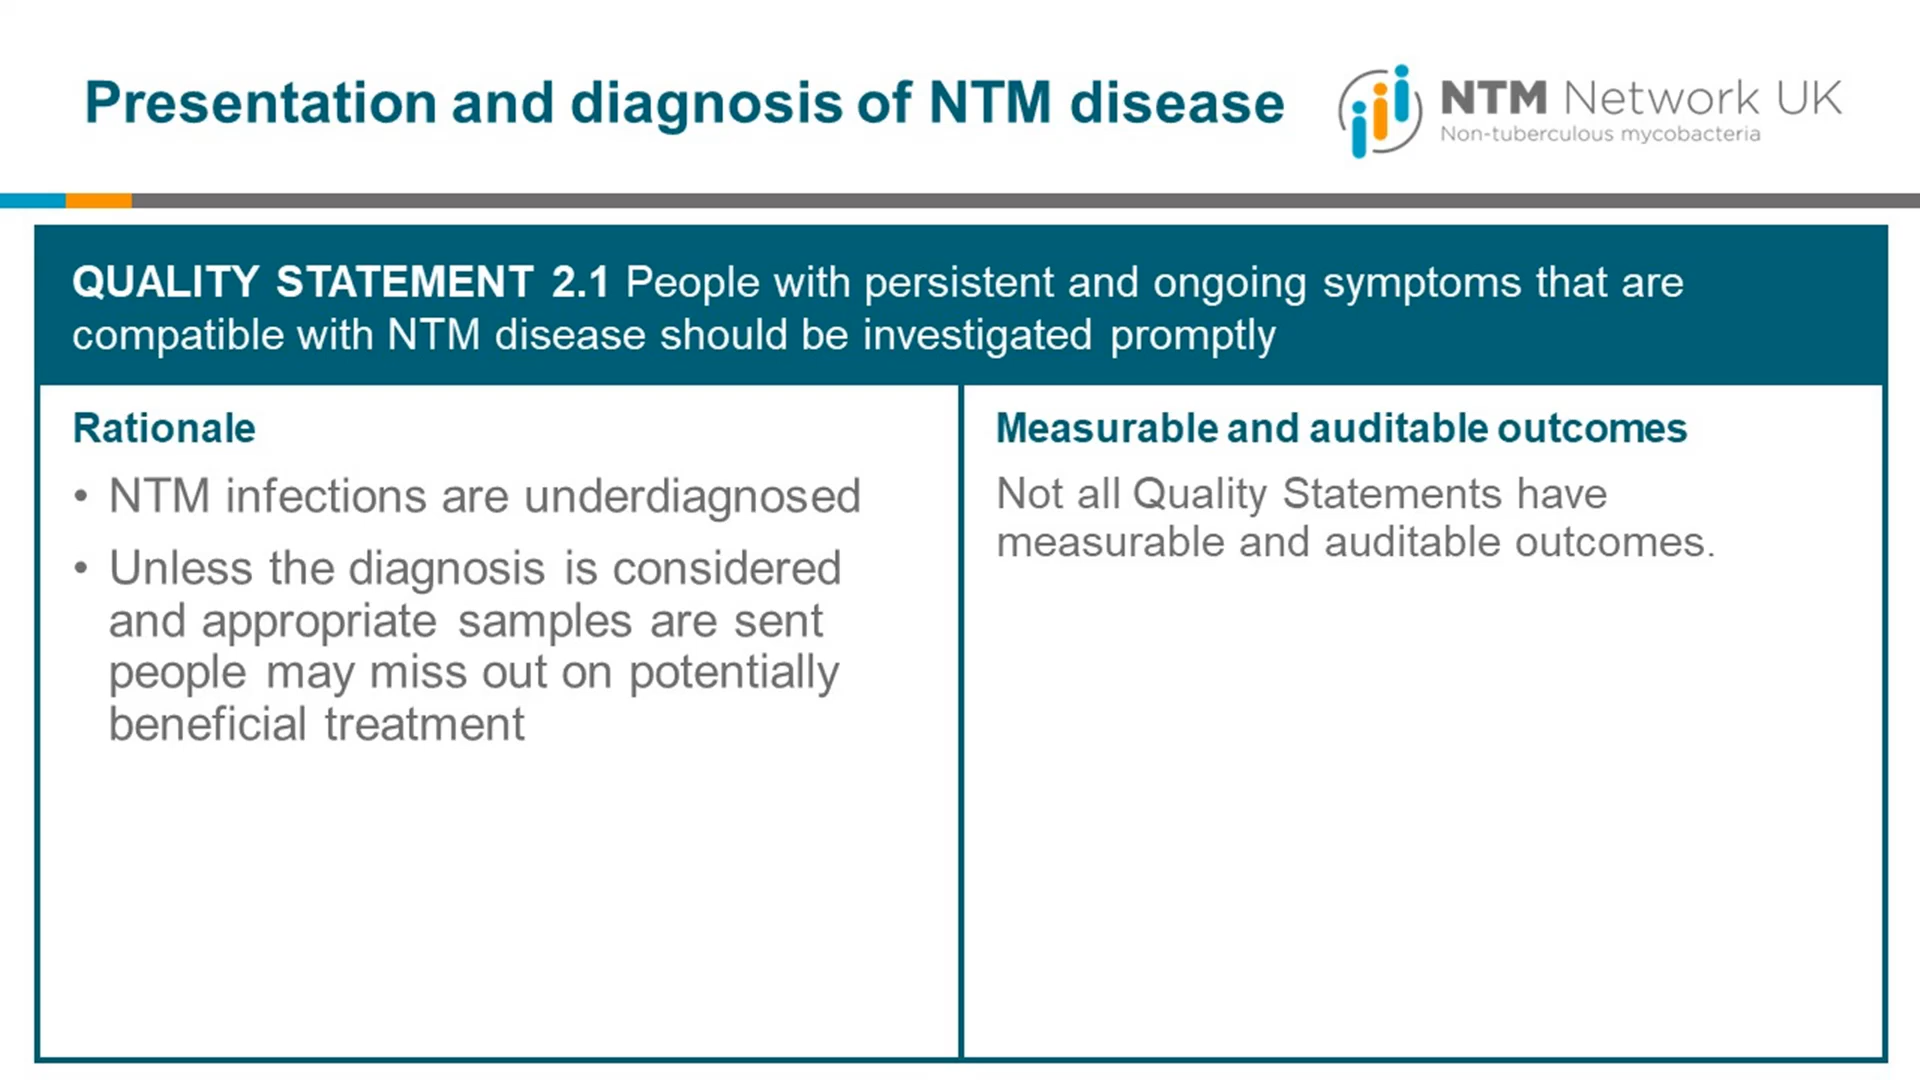 Presentation and diagnosis of NTM disease
NTM Network UK
Non-tuberculous mycobacteria
QUALITY STATEMENT 2.1 People with persistent and ongoing symptoms that are
compatible with NTM disease should be investigated promptly
Rationale
• NTM infections are underdiagnosed
• Unless the diagnosis is considered
and appropriate samples are sent
people may miss out on potentially
beneficial treatment
Measurable and auditable outcomes
Not all Quality Statements have
measurable and auditable outcomes.